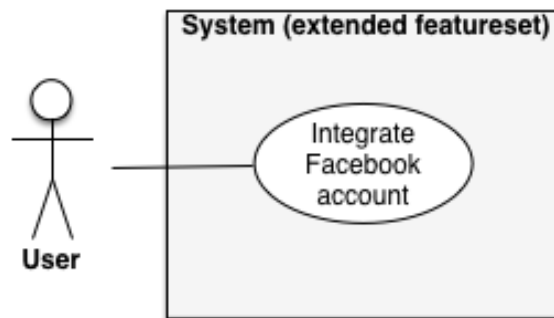 System (extended featureset)
Integrate
Facebook
account
User